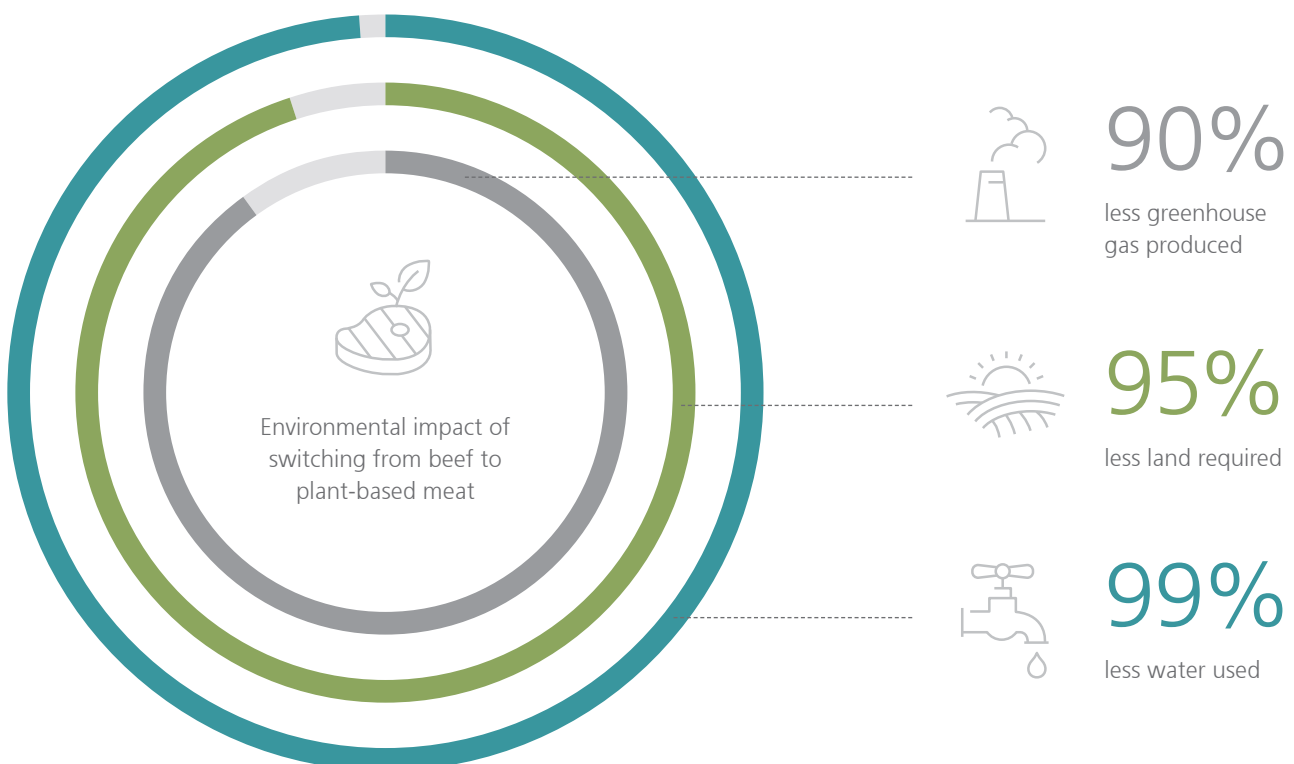 Environmental impact of
switching from beef to
plant-based meat
90%
less greenhouse
gas produced
95%
less land required
99%
less water used